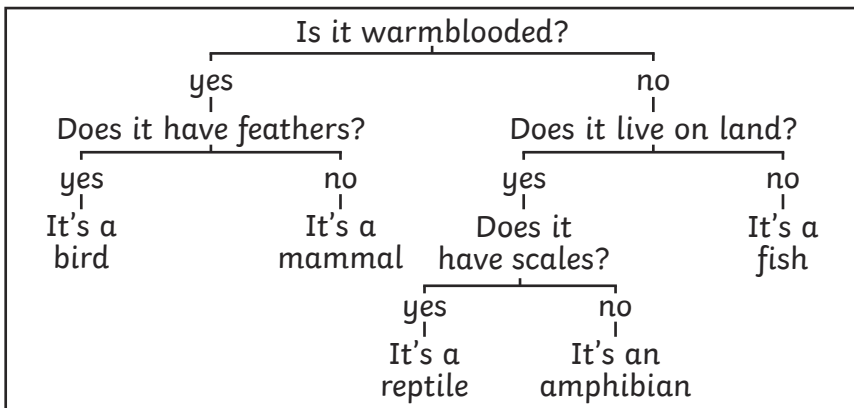 Is it warmblooded?
yes
no
Does it have feathers?
Does it live on land?
yes
no
yes
no
It's a
bird
It's a
mammal
Does it
have scales?
It's a
fish
yes
no
It's a
reptile
It's an
amphibian